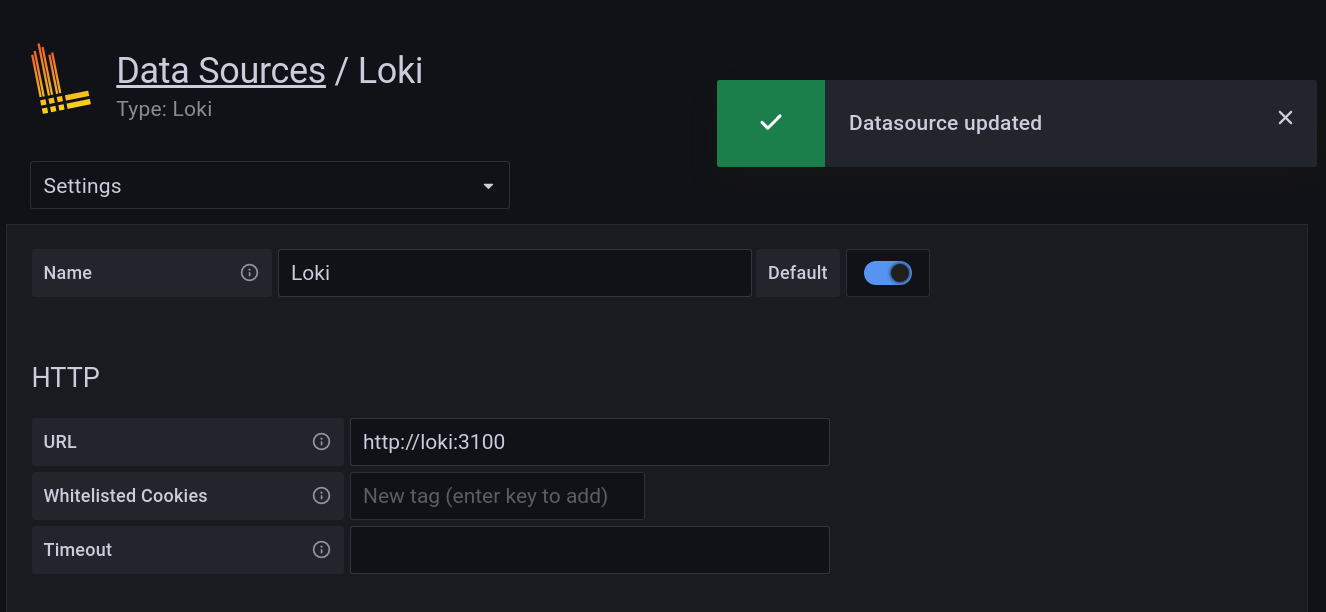 Data Sources / Loki
Type: Loki
Datasource updated
Settings
Name
Loki
Default
HTTP
URL
http://loki:3100
Whitelisted Cookies
New tag (enter key to add)
Timeout